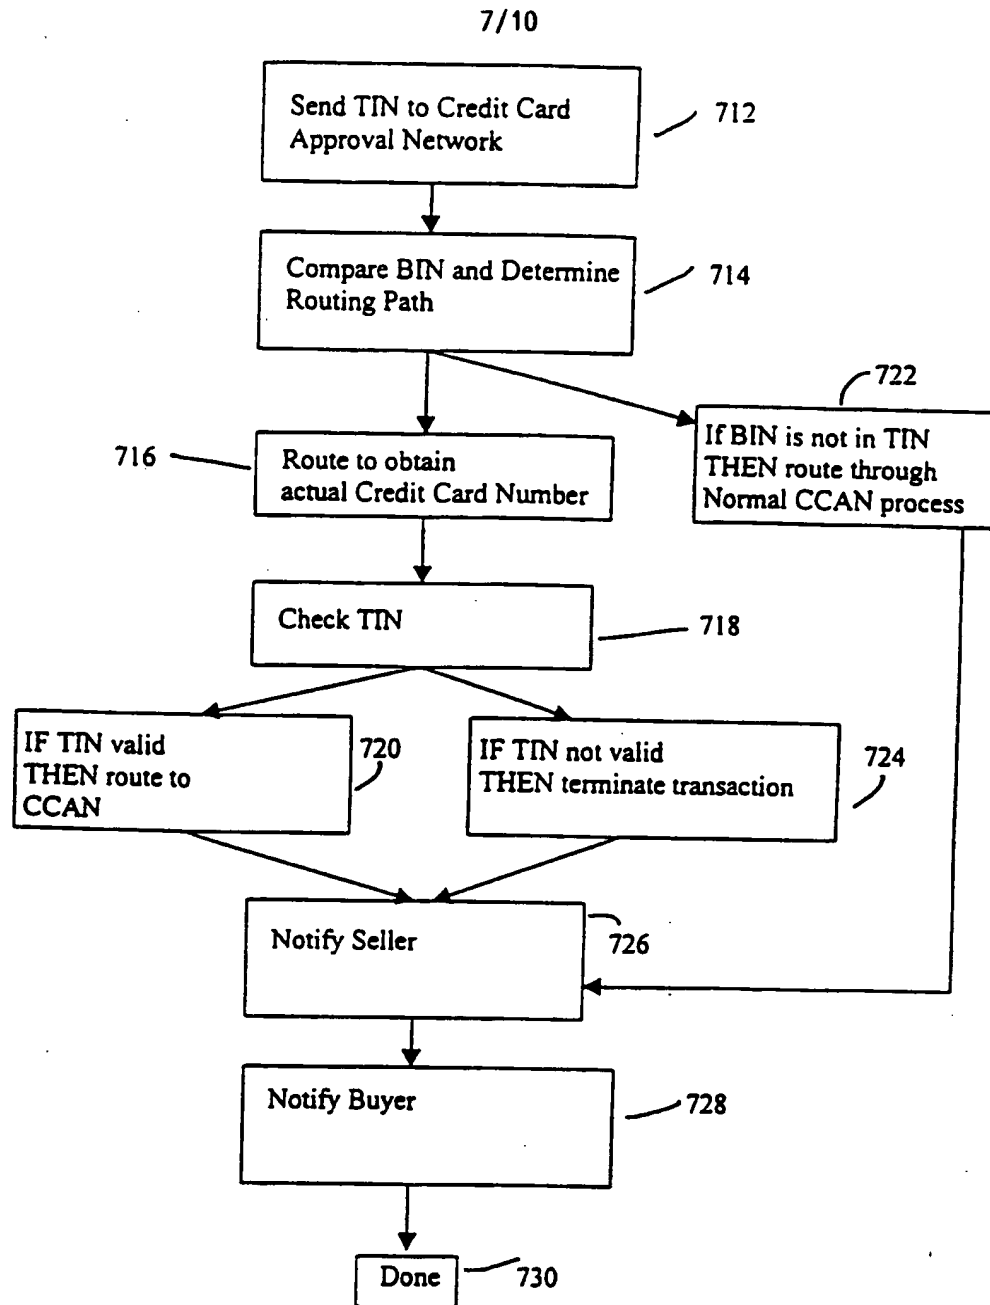 7/10
Send TIN to Credit Card
Approval Network
712
Compare BIN and Determine
Routing Path
714
722
If BIN is not in TIN
THEN route through
Normal CCAN process
716
Route to obtain
actual Credit Card Number
Check TIN
718
IF TIN valid
THEN route to
CCAN
720
IF TIN not valid
THEN terminate transaction
724
Notify Seller
726
Notify Buyer
728
Done
730